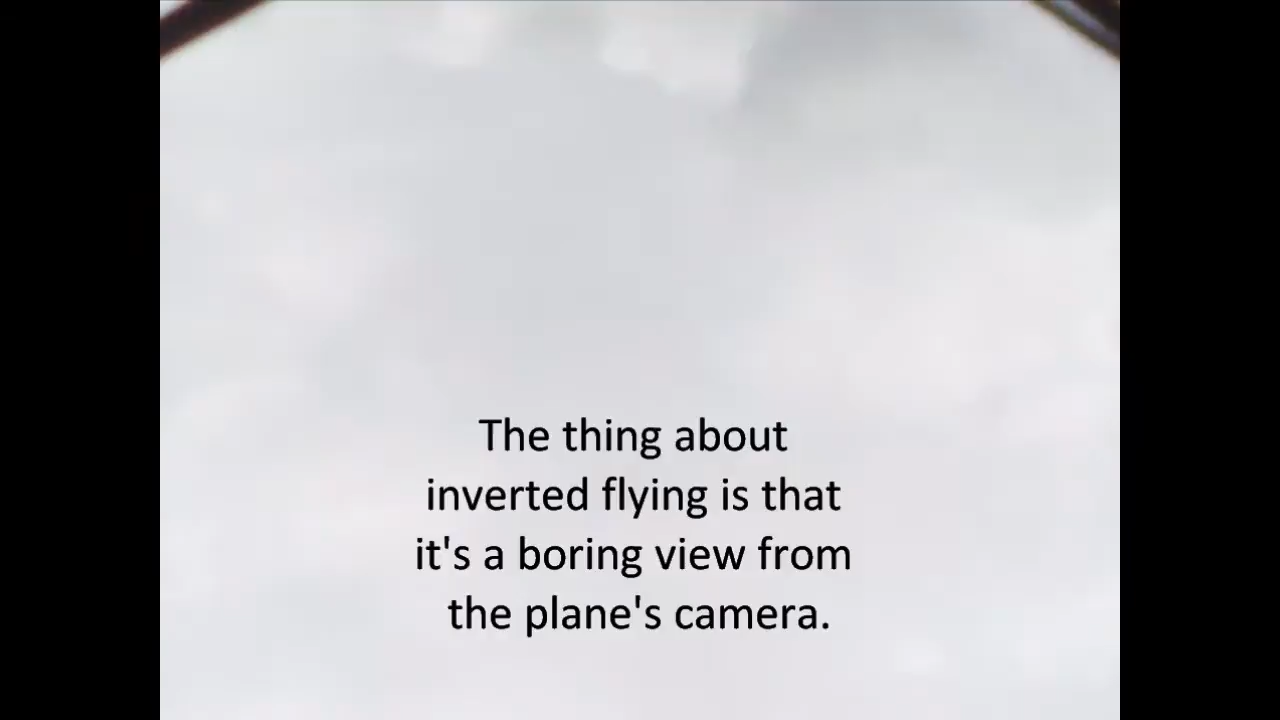 The thing about
inverted flying is that
it's a boring view from
the plane's camera.